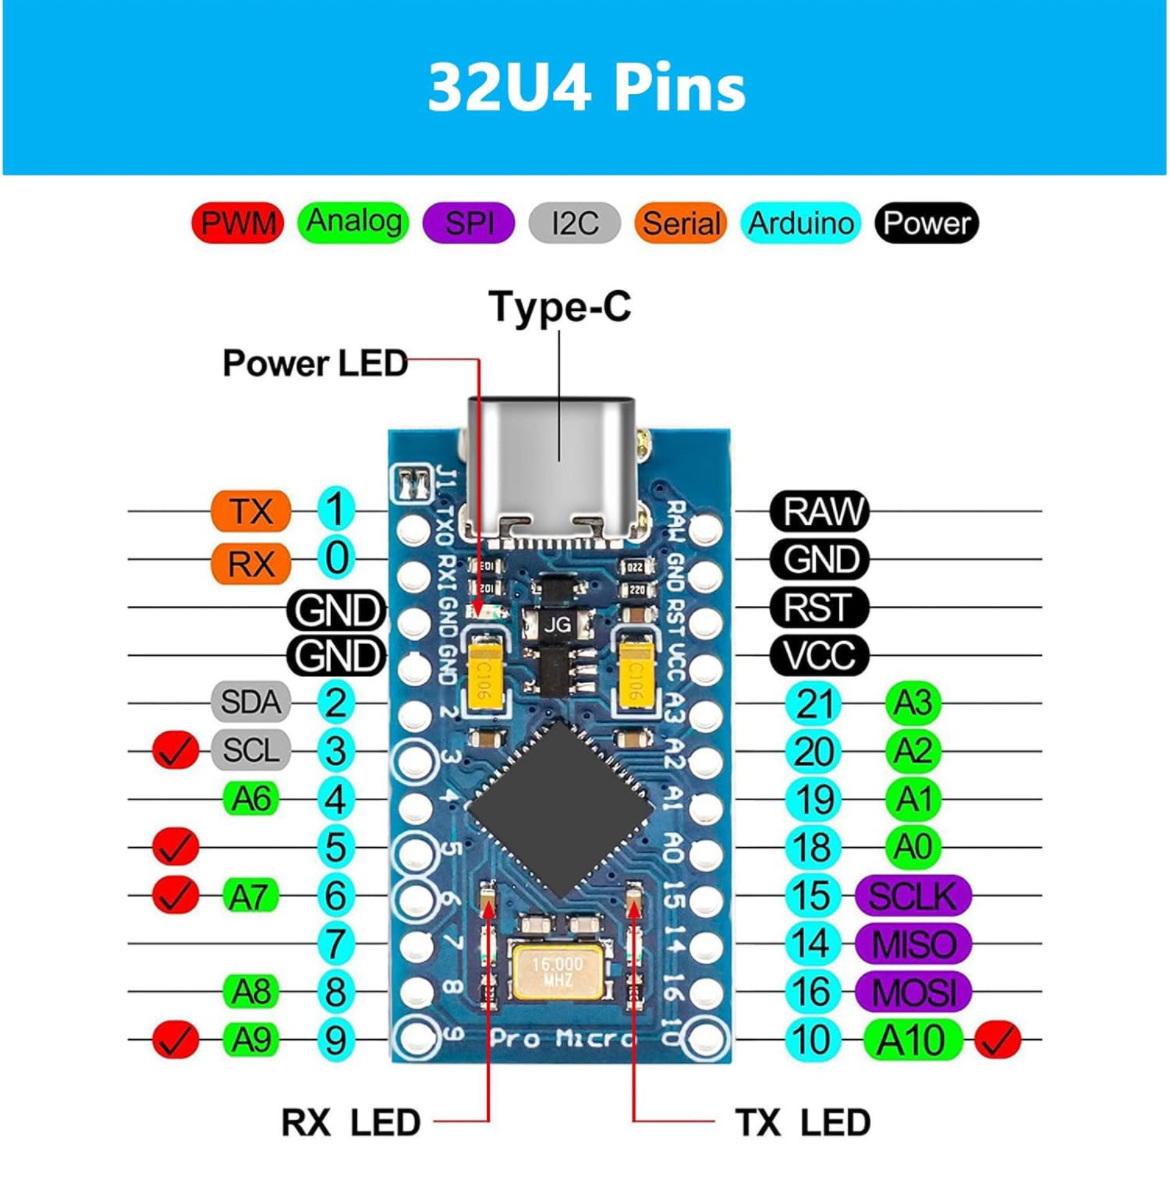 32U4 Pins
PWM Analog SPI I2C Serial Arduino Power
Type-C
Power LED
J1
TX 1 TXO RAW RAW
RX 0 RXI GND GND
GND GND RST RST
GND GND VCC VCC
SDA 2 2 A3 21 A3
SCL 3 3 A2 20 A2
A6 4 4 A1 19 A1
5 5 A0 18 A0
A7 6 6 15 15 SCLK
7 7 14 14 MISO
A8 8 8 16 16 MOSI
A9 9 9 10 10 A10
103
201
022
220
JG
C106
C106
16.000
MHZ
Pro Micro
RX LED
TX LED